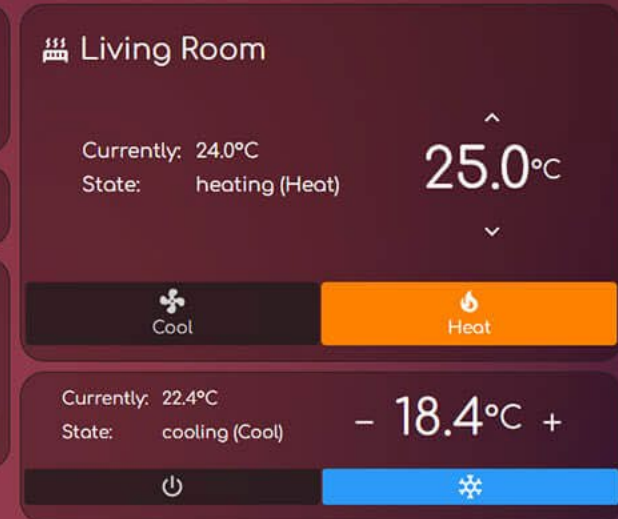 Living Room
Currently: 24.0°C
State: heating (Heat)
25.0°C
Cool
Heat
Currently: 22.4°C
State: cooling (Cool)
– 18.4°C +